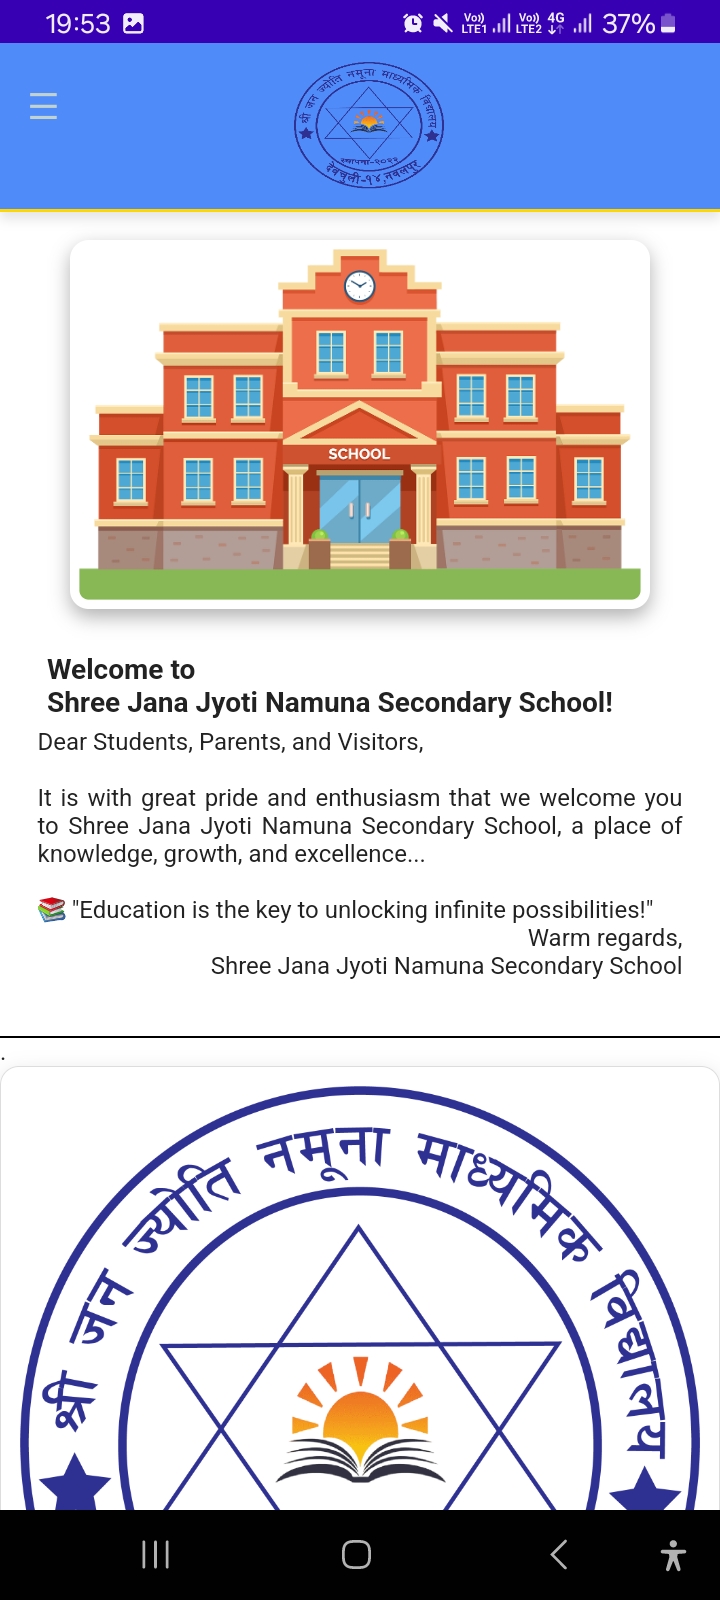 19:53
Vo)) LTE1 Vo)) LTE2 4G 37%
श्री जन ज्योति नमूना माध्यमिक विद्यालय
स्थापना-२०१२
देवचुली-१४,नवलपुर
SCHOOL
Welcome to
Shree Jana Jyoti Namuna Secondary School!
Dear Students, Parents, and Visitors,
It is with great pride and enthusiasm that we welcome you
to Shree Jana Jyoti Namuna Secondary School, a place of
knowledge, growth, and excellence...
📚 "Education is the key to unlocking infinite possibilities!"
Warm regards,
Shree Jana Jyoti Namuna Secondary School
.
श्री जन ज्योति नमूना माध्यमिक विद्यालय